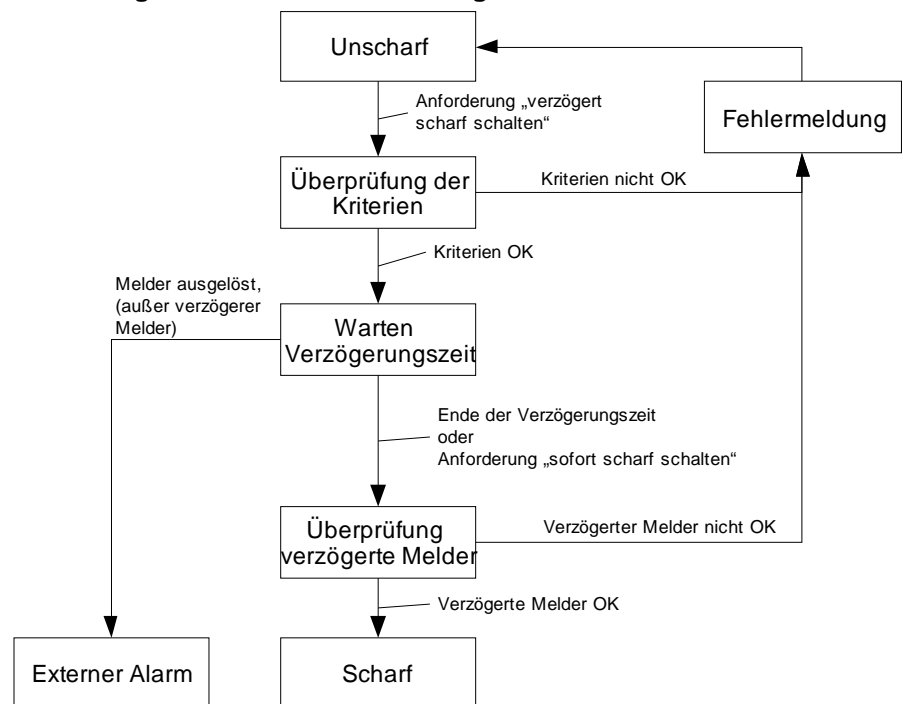 Unscharf
Anforderung „verzögert
scharf schalten“
Fehlermeldung
Überprüfung der
Kriterien
Kriterien nicht OK
Kriterien OK
Melder ausgelöst,
(außer verzögerer
Melder)
Warten
Verzögerungszeit
Ende der Verzögerungszeit
oder
Anforderung „sofort scharf schalten“
Überprüfung
verzögerte Melder
Verzögerter Melder nicht OK
Verzögerte Melder OK
Externer Alarm
Scharf